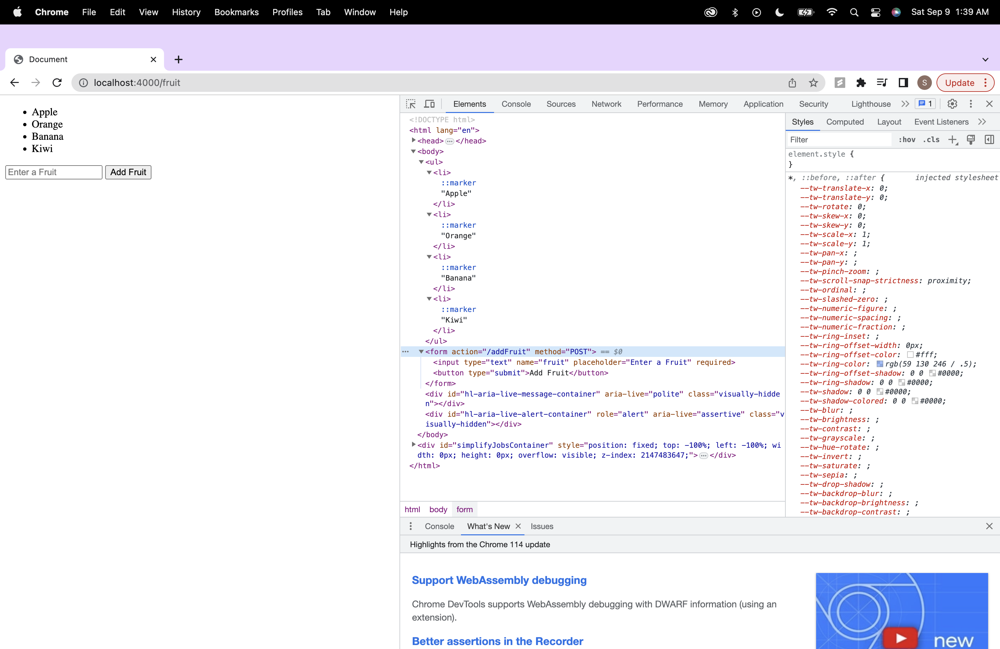 Chrome File Edit View History Bookmarks Profiles Tab Window Help Sat Sep 9 1:39 AM
Document
localhost:4000/fruit S Update
Apple
Orange
Banana
Kiwi
Enter a Fruit Add Fruit
Elements Console Sources Network Performance Memory Application Security Lighthouse 1
<!DOCTYPE html>
<html lang="en">
<head> ••• </head>
<body>
<ul>
<li>
::marker
"Apple"
</li>
<li>
::marker
"Orange"
</li>
<li>
::marker
"Banana"
</li>
<li>
::marker
"Kiwi"
</li>
</ul>
••• <form action="/addFruit" method="POST"> == $0
<input type="text" name="fruit" placeholder="Enter a Fruit" required>
<button type="submit">Add Fruit</button>
</form>
<div id="hl-aria-live-message-container" aria-live="polite" class="visually-hidde
n"></div>
<div id="hl-aria-live-alert-container" role="alert" aria-live="assertive" class="v
isually-hidden"></div>
</body>
<div id="simplifyJobsContainer" style="position: fixed; top: -100%; left: -100%; wi
dth: 0px; height: 0px; overflow: visible; z-index: 2147483647;"> ••• </div>
</html>
html body form
Styles Computed Layout Event Listeners
Filter :hov .cls
element.style {
}
*, ::before, ::after { injected stylesheet
--tw-translate-x: 0;
--tw-translate-y: 0;
--tw-rotate: 0;
--tw-skew-x: 0;
--tw-skew-y: 0;
--tw-scale-x: 1;
--tw-scale-y: 1;
--tw-pan-x: ;
--tw-pan-y: ;
--tw-pinch-zoom: ;
--tw-scroll-snap-strictness: proximity;
--tw-ordinal: ;
--tw-slashed-zero: ;
--tw-numeric-figure: ;
--tw-numeric-spacing: ;
--tw-numeric-fraction: ;
--tw-ring-inset: ;
--tw-ring-offset-width: 0px;
--tw-ring-offset-color: #fff;
--tw-ring-color: rgb(59 130 246 / .5);
--tw-ring-offset-shadow: 0 0 #0000;
--tw-ring-shadow: 0 0 #0000;
--tw-shadow: 0 0 #0000;
--tw-shadow-colored: 0 0 #0000;
--tw-blur: ;
--tw-brightness: ;
--tw-contrast: ;
--tw-grayscale: ;
--tw-hue-rotate: ;
--tw-invert: ;
--tw-saturate: ;
--tw-sepia: ;
--tw-drop-shadow: ;
--tw-backdrop-blur: ;
--tw-backdrop-brightness: ;
--tw-backdrop-contrast: ;
Console What's New Issues
Highlights from the Chrome 114 update
Support WebAssembly debugging
Chrome DevTools supports WebAssembly debugging with DWARF information (using an
extension).
Better assertions in the Recorder
new